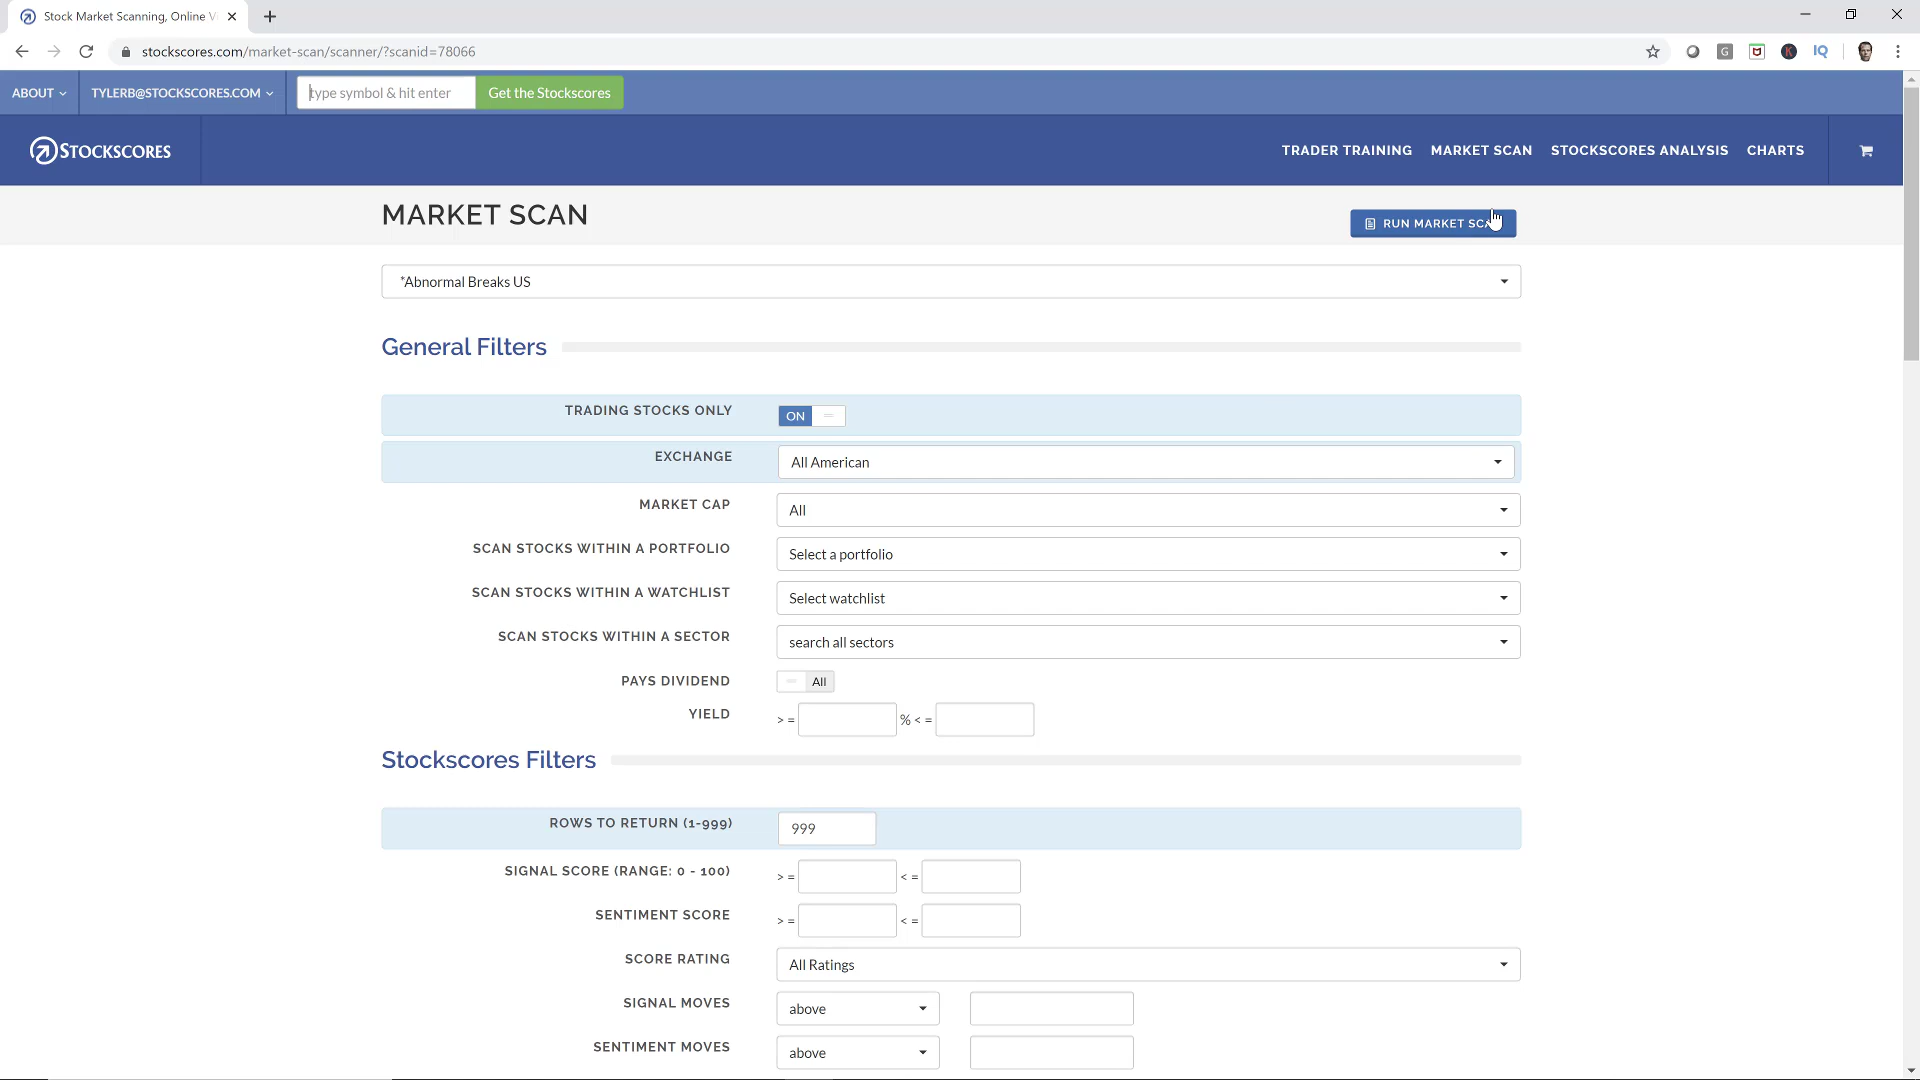 Stock Market Scanning, Online V
stockscores.com/market-scan/scanner/?scanid=78066
G
K
IQ
ABOUT
TYLERB@STOCKSCORES.COM
type symbol & hit enter
Get the Stockscores
STOCKSCORES
TRADER TRAINING
MARKET SCAN
STOCKSCORES ANALYSIS
CHARTS
MARKET SCAN
RUN MARKET SC
*Abnormal Breaks US
General Filters
TRADING STOCKS ONLY
ON
EXCHANGE
All American
MARKET CAP
All
SCAN STOCKS WITHIN A PORTFOLIO
Select a portfolio
SCAN STOCKS WITHIN A WATCHLIST
Select watchlist
SCAN STOCKS WITHIN A SECTOR
search all sectors
PAYS DIVIDEND
All
YIELD
> =
% < =
Stockscores Filters
ROWS TO RETURN (1-999)
999
SIGNAL SCORE (RANGE: 0 - 100)
> =
< =
SENTIMENT SCORE
> =
< =
SCORE RATING
All Ratings
SIGNAL MOVES
above
SENTIMENT MOVES
above